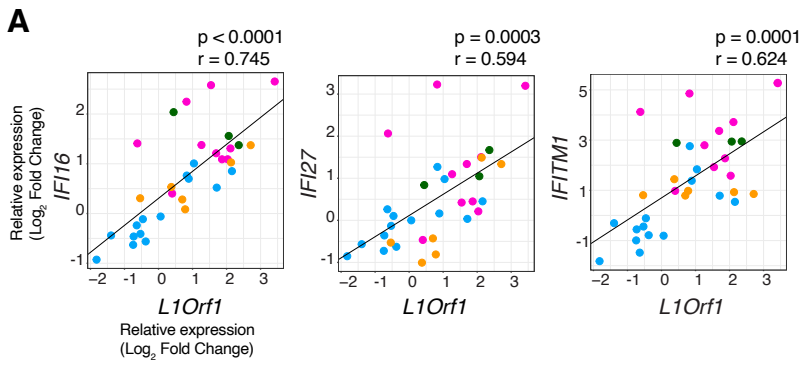 A
p < 0.0001
r = 0.745
p = 0.0003
r = 0.594
p = 0.0001
r = 0.624
Relative expression
(Log2 Fold Change)
IFI16
2
1
0
-1
-2 -1 0 1 2 3
L1Orf1
Relative expression
(Log2 Fold Change)
IFI27
3
2
1
0
-1
-2 -1 0 1 2 3
L1Orf1
IFITM1
5
3
1
-1
-2 -1 0 1 2 3
L1Orf1